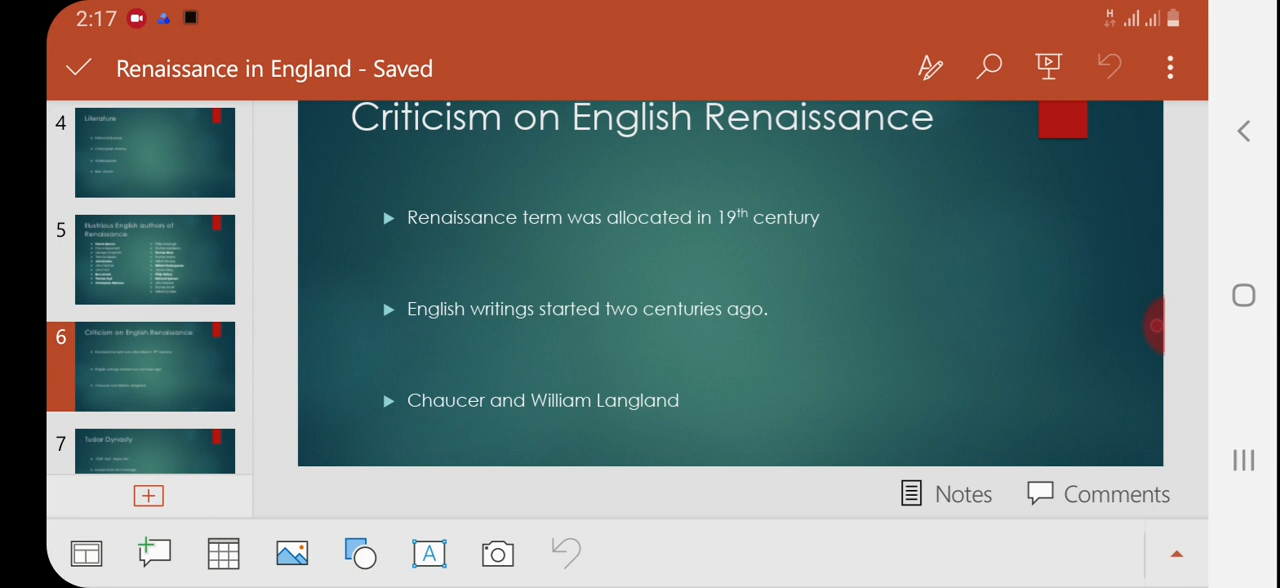 2:17
H
Renaissance in England - Saved
4
Literature
5
Illustrious English authors of
Renaissance
6
Criticism on English Renaissance
7
Tudor Dynasty
Criticism on English Renaissance
Renaissance term was allocated in 19th century
English writings started two centuries ago.
Chaucer and William Langland
Notes
Comments
A